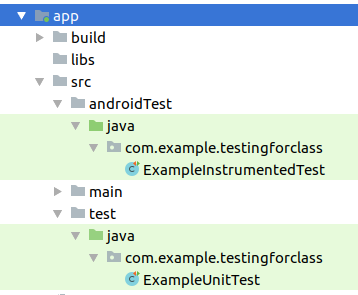 app
build
libs
src
androidTest
java
com.example.testingforclass
ExampleInstrumentedTest
main
test
java
com.example.testingforclass
ExampleUnitTest